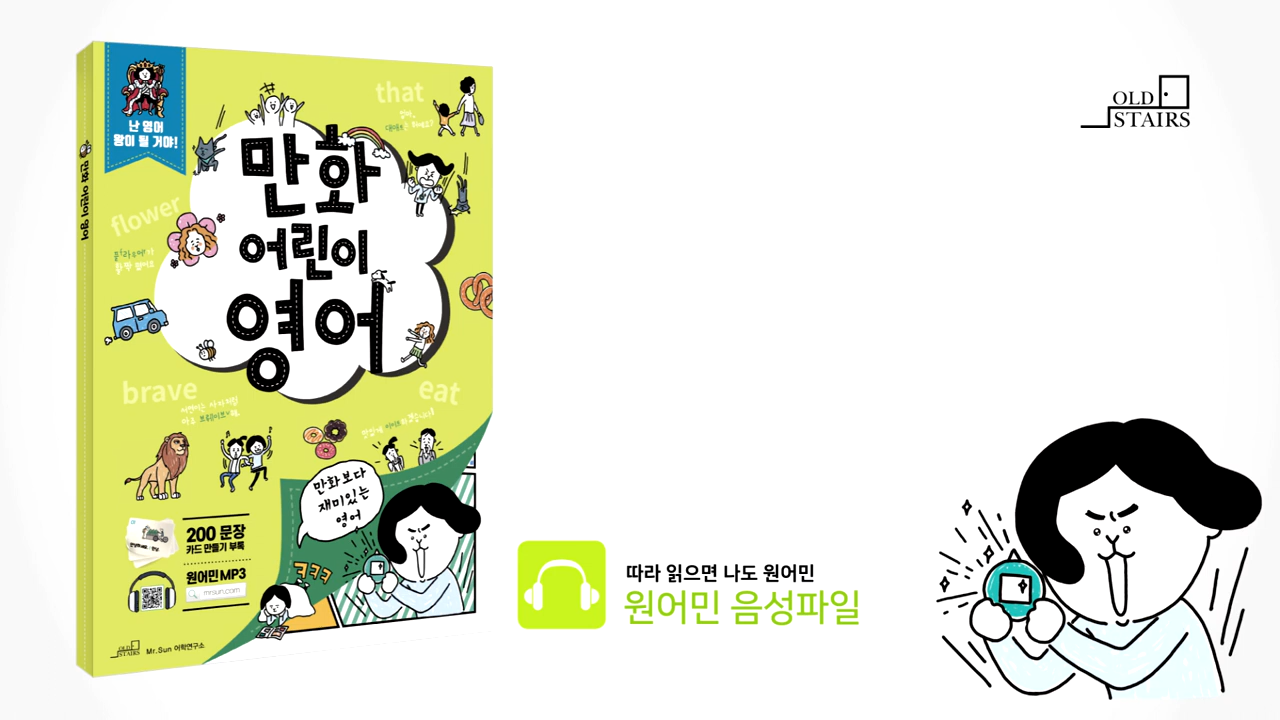 난 영어
왕이 될 거야!
that
flower
만화
어린이
영어
만화 어린이 영어
brave
eat
만화보다
재미있는
영어
ㅋㅋㅋ
200 문장
카드 만들기 부록
원어민 MP3
mrsun.com
OLD
STAIRS
Mr.Sun 어학연구소
OLD
STAIRS
따라 읽으면 나도 원어민
원어민 음성파일